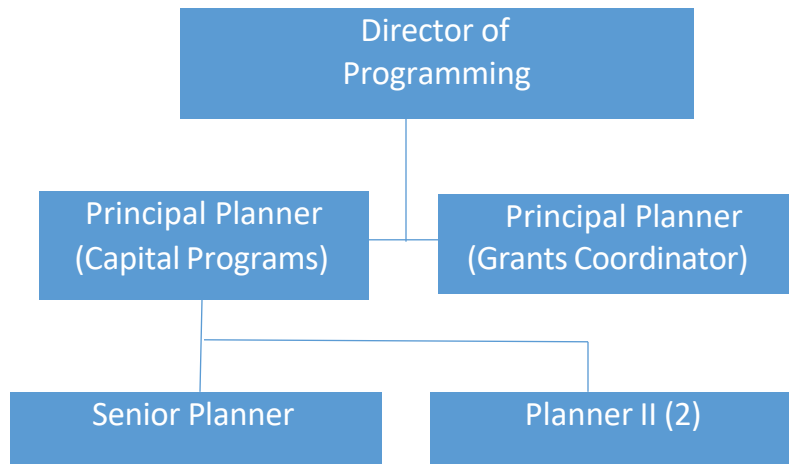 Director of
Programming
Principal Planner
(Capital Programs)
Principal Planner
(Grants Coordinator)
Senior Planner
Planner II (2)